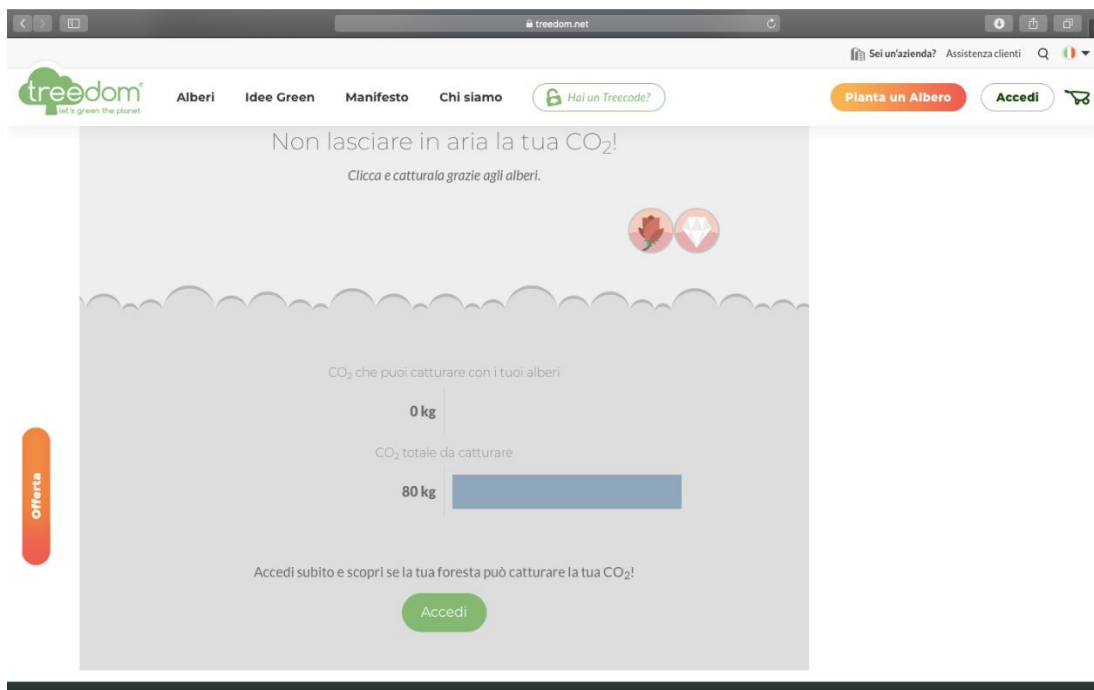 treedom.net
Sei un'azienda? Assistenza clienti
treedom®
let's green the planet
Alberi Idee Green Manifesto Chi siamo Hai un Treecode? Pianta un Albero Accedi
Non lasciare in aria la tua CO₂!
Clicca e catturala grazie agli alberi.
CO₂ che puoi catturare con i tuoi alberi
0 kg
CO₂ totale da catturare
80 kg
Offerta
Accedi subito e scopri se la tua foresta può catturare la tua CO₂!
Accedi